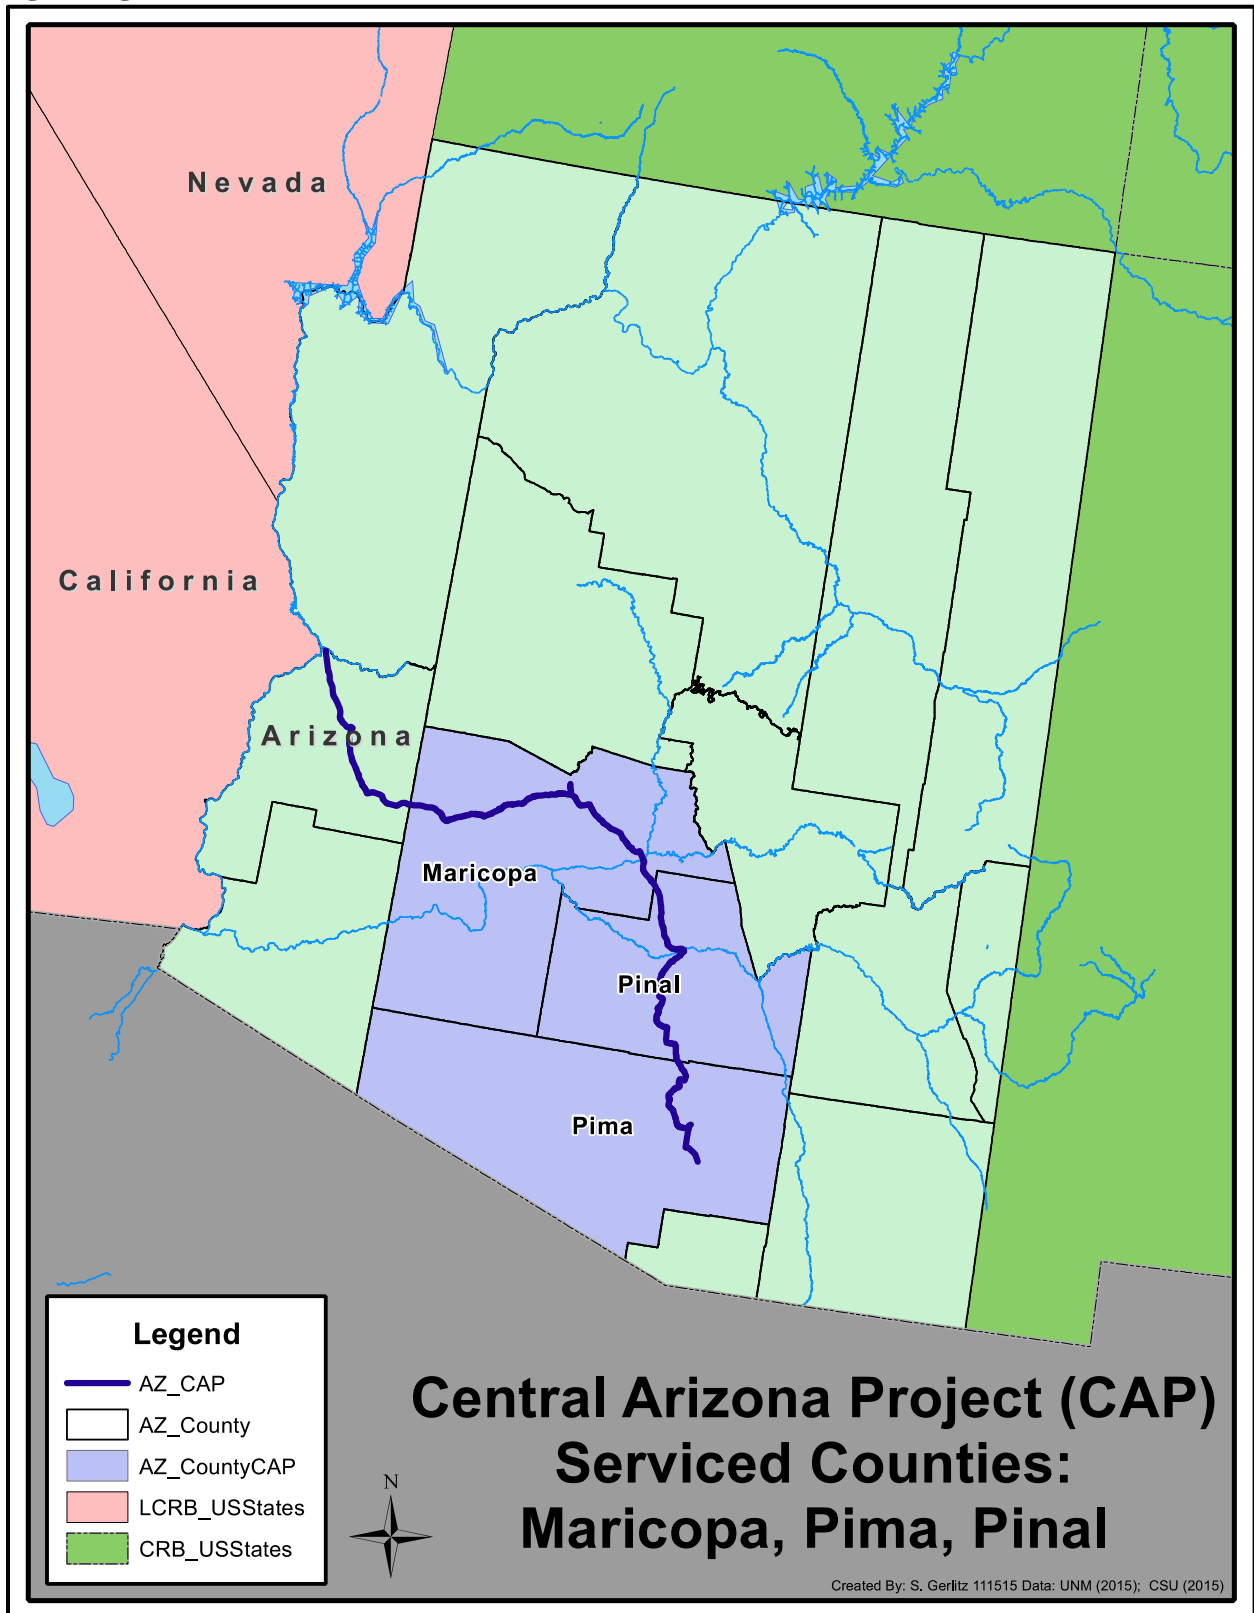 Nevada
California
Arizona
Maricopa
Pinal
Pima
Legend
AZ_CAP
AZ_County
AZ_CountyCAP
LCRB_USStates
CRB_USStates
N
Central Arizona Project (CAP)
Serviced Counties:
Maricopa, Pima, Pinal
Created By: S. Gerlitz 111515 Data: UNM (2015); CSU (2015)